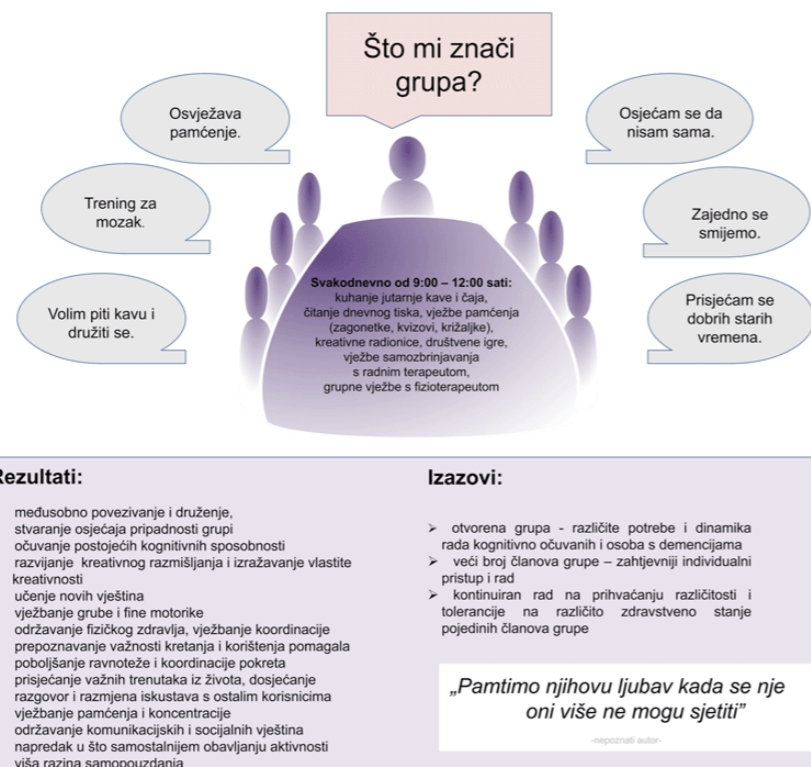 Što mi znači
grupa?
Osvježava
pamćenje.
Osjećam se da
nisam sama.
Trening za
mozak.
Zajedno se
smijemo.
Volim piti kavu i
družiti se.
Prisjećam se
dobrih starih
vremena.
Svakodnevno od 9:00 – 12:00 sati:
kuhanje jutarnje kave i čaja,
čitanje dnevnog tiska, vježbe pamćenja
(zagonetke, kvizovi, križaljke),
kreativne radionice, društvene igre,
vježbe samozbrinjavanja
s radnim terapeutom,
grupne vježbe s fizioterapeutom
Rezultati:
međusobno povezivanje i druženje,
stvaranje osjećaja pripadnosti grupi
očuvanje postojećih kognitivnih sposobnosti
razvijanje kreativnog razmišljanja i izražavanje vlastite
kreativnosti
učenje novih vještina
vježbanje grube i fine motorike
održavanje fizičkog zdravlja, vježbanje koordinacije
prepoznavanje važnosti kretanja i korištenja pomagala
poboljšanje ravnoteže i koordinacije pokreta
prisjećanje važnih trenutaka iz života, dosjećanje
razgovor i razmjena iskustava s ostalim korisnicima
vježbanje pamćenja i koncentracije
održavanje komunikacijskih i socijalnih vještina
napredak u što samostalnijem obavljanju aktivnosti
viša razina samopouzdanja
Izazovi:
➢ otvorena grupa - različite potrebe i dinamika
rada kognitivno očuvanih i osoba s demencijama
➢ veći broj članova grupe – zahtjevniji individualni
pristup i rad
➢ kontinuiran rad na prihvaćanju različitosti i
tolerancije na različito zdravstveno stanje
pojedinih članova grupe
„Pamtimo njihovu ljubav kada se nje
oni više ne mogu sjetiti”
-nepoznati autor-